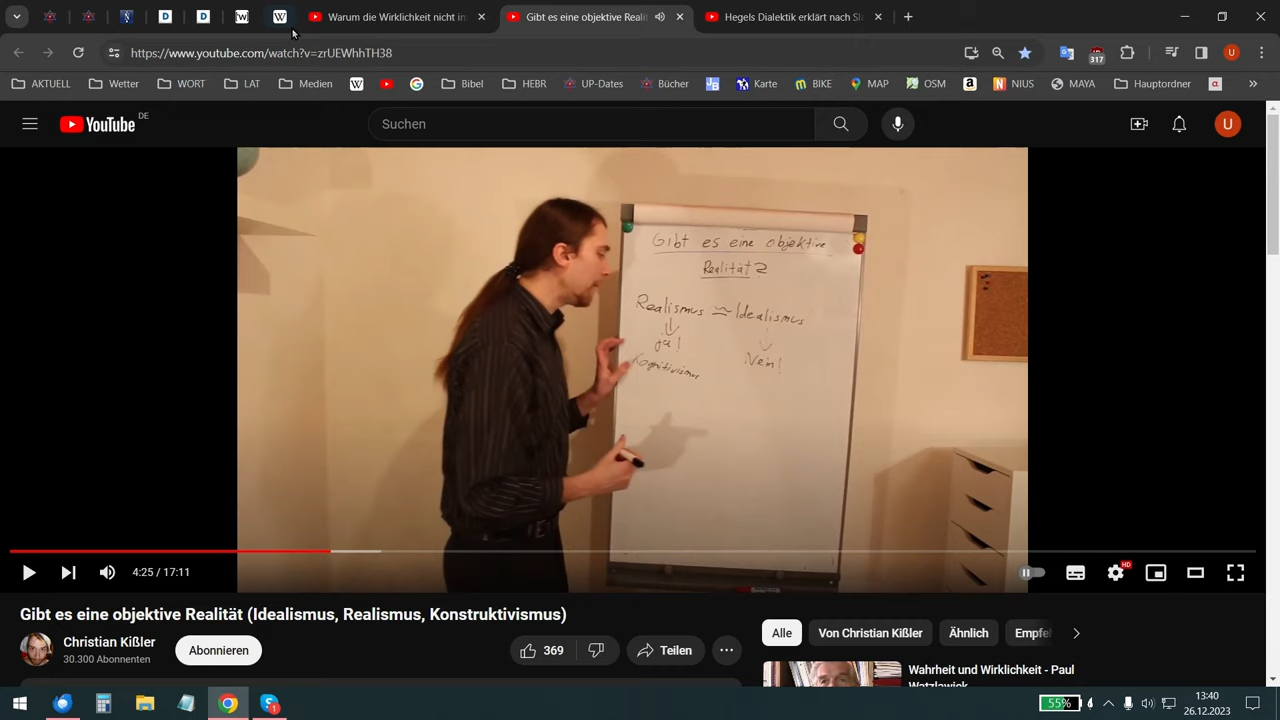 Warum die Wirklichkeit nicht in
Gibt es eine objektive Reali
Hegels Dialektik erklärt nach Sl
https://www.youtube.com/watch?v=zrUEWhhTH38
317
U
AKTUELL
Wetter
WORT
LAT
Medien
W
G
Bibel
HEBR
UP-Dates
Bücher
Karte
BIKE
MAP
OSM
a
NIUS
MAYA
Hauptordner
α
YouTube DE
Suchen
U
Gibt es eine objektive
Realität?
Realismus ≃ Idealismus
ja! Nein!
Kognitivismus
4:25 / 17:11
HD
Gibt es eine objektive Realität (Idealismus, Realismus, Konstruktivismus)
Christian Kißler
30.300 Abonnenten
Abonnieren
369
Teilen
Alle
Von Christian Kißler
Ähnlich
Empfe
Wahrheit und Wirklichkeit - Paul
Watzlawick
55%
13:40
26.12.2023